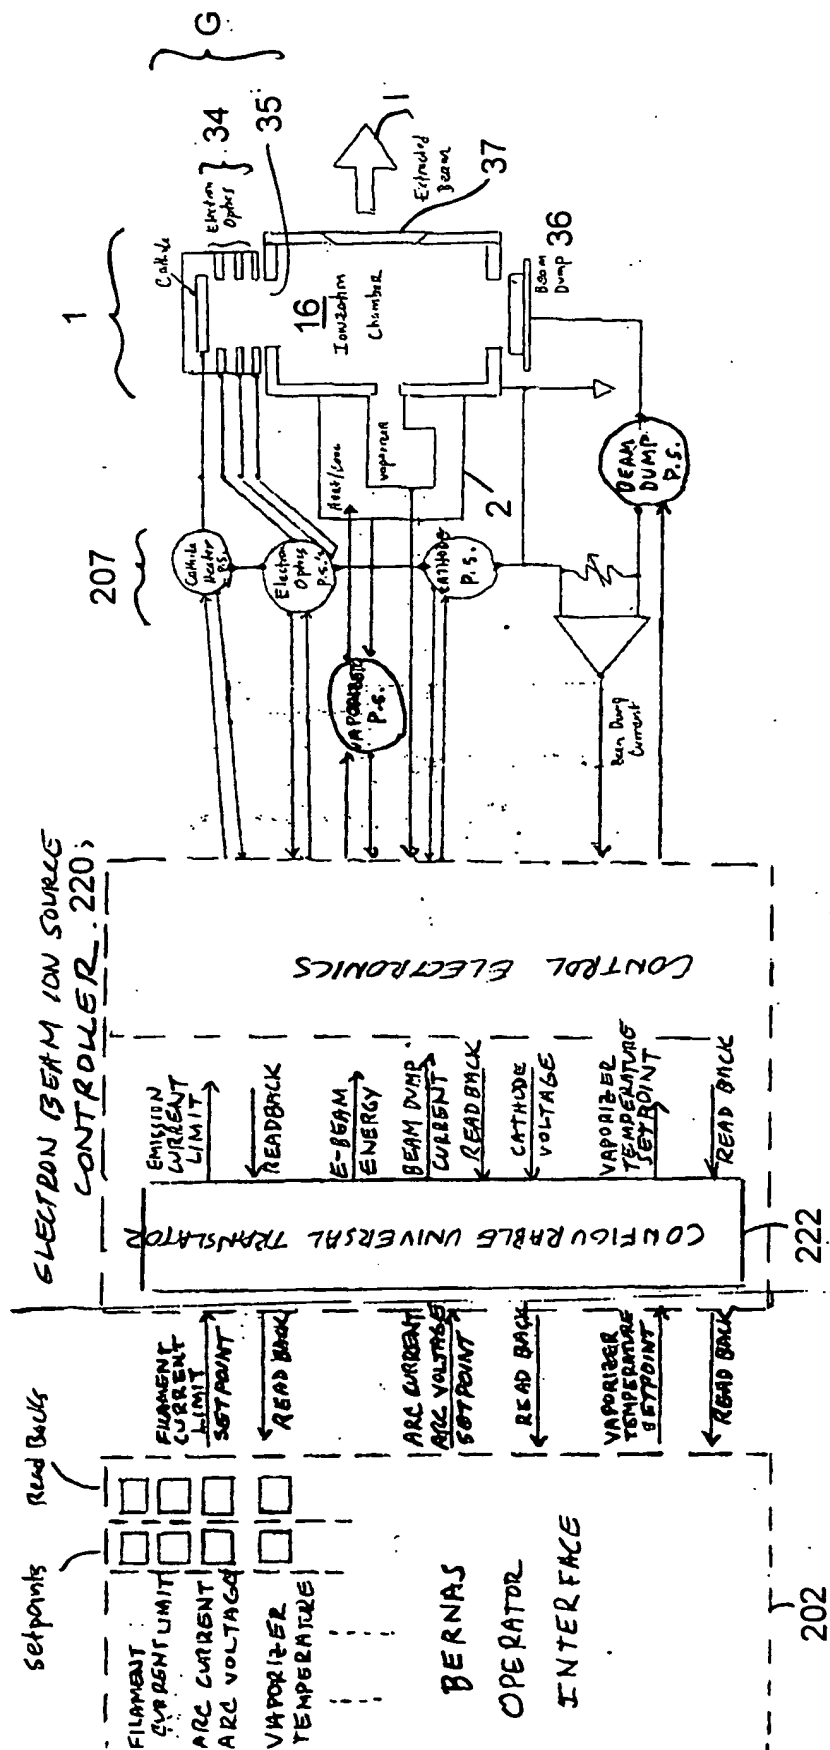 Setpoints
Read Backs
FILAMENT
CURRENT LIMIT
ARC CURRENT
ARC VOLTAGE
VAPORIZER
TEMPERATURE
BERNAS
OPERATOR
INTERFACE
202
FILAMENT
CURRENT
LIMIT
SETPOINT
READ BACK
ARC CURRENT
ARC VOLTAGE
SETPOINT
READ BACK
VAPORIZER
TEMPERATURE
SETPOINT
READ BACK
ELECTRON BEAM ION SOURCE
CONTROLLER 220
CONFIGURABLE UNIVERSAL TRANSLATOR
222
EMISSION
CURRENT
LIMIT
READBACK
E-BEAM
ENERGY
BEAM DUMP
CURRENT
READBACK
CATHODE
VOLTAGE
VAPORIZER
TEMPERATURE
SETPOINT
READ BACK
CONTROL ELECTRONICS
207
Cathode
Heater
P.S.
Electron
Optics
P.S.'s
VAPORIZER
P.S.
CATHODE
P.S.
BEAM
DUMP
P.S.
Beam Dump
Current
1
G
Cathode
Electron
Optics
34
35
16
Ionzohm
Chamber
Heat/Cool
vaporizer
2
Extracted
Beam
1
37
Beam
Dump
36